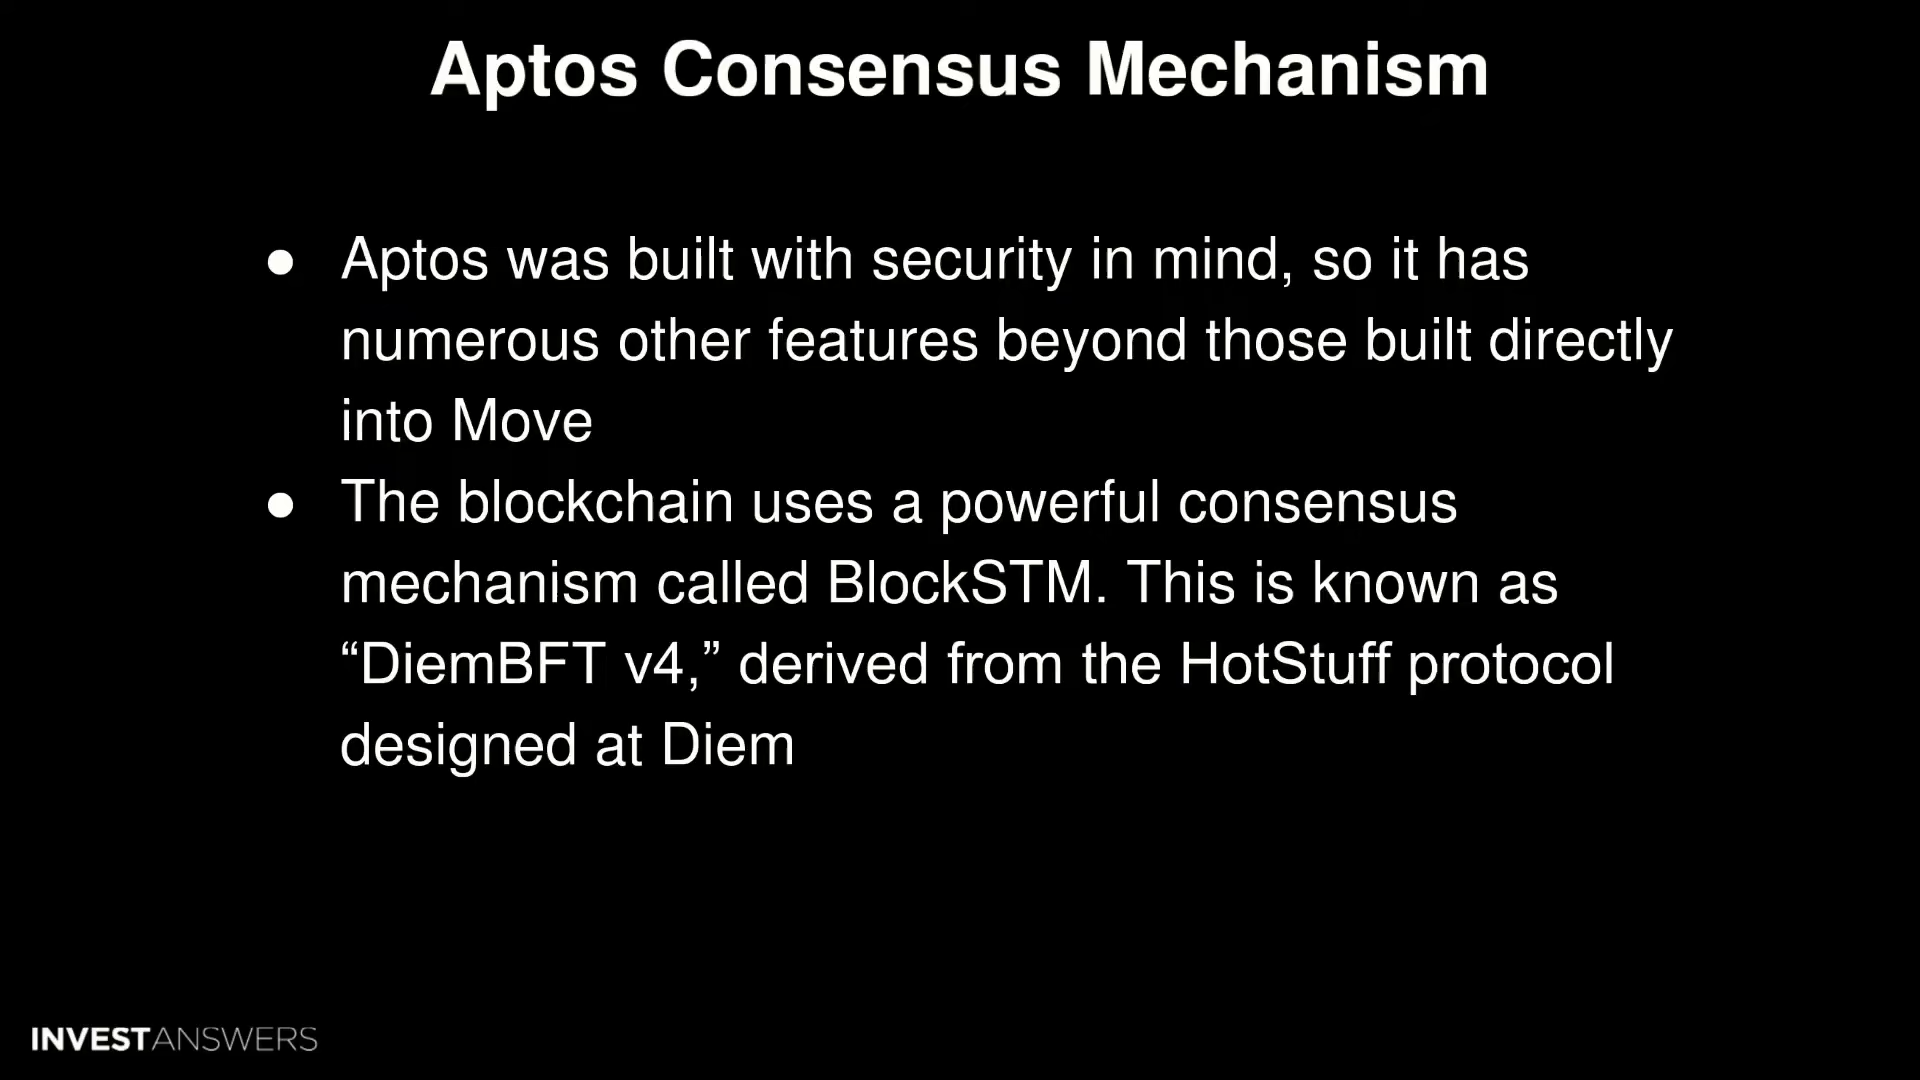 Aptos Consensus Mechanism
● Aptos was built with security in mind, so it has
numerous other features beyond those built directly
into Move
● The blockchain uses a powerful consensus
mechanism called BlockSTM. This is known as
“DiemBFT v4,” derived from the HotStuff protocol
designed at Diem
INVESTANSWERS